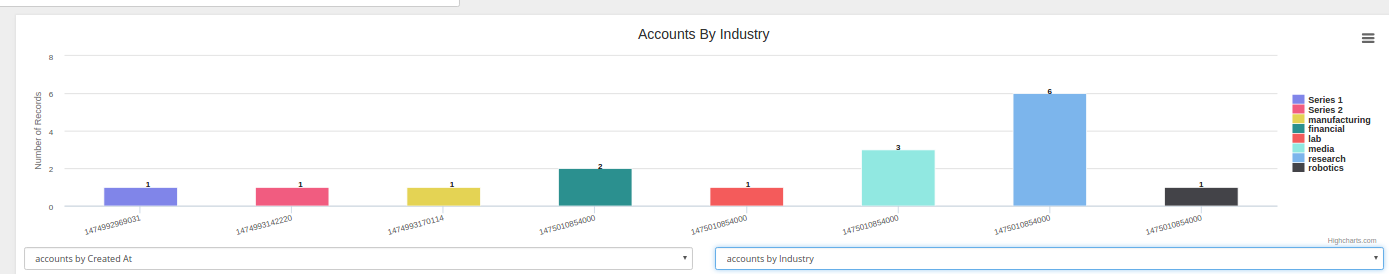 Accounts By Industry
Number of Records
8
6
4
2
0
1
1
1
2
1
3
6
1
1474992969031
1474993142220
1474993170114
1475010854000
1475010854000
1475010854000
1475010854000
1475010854000
Series 1
Series 2
manufacturing
financial
lab
media
research
robotics
Highcharts.com
accounts by Created At
accounts by Industry